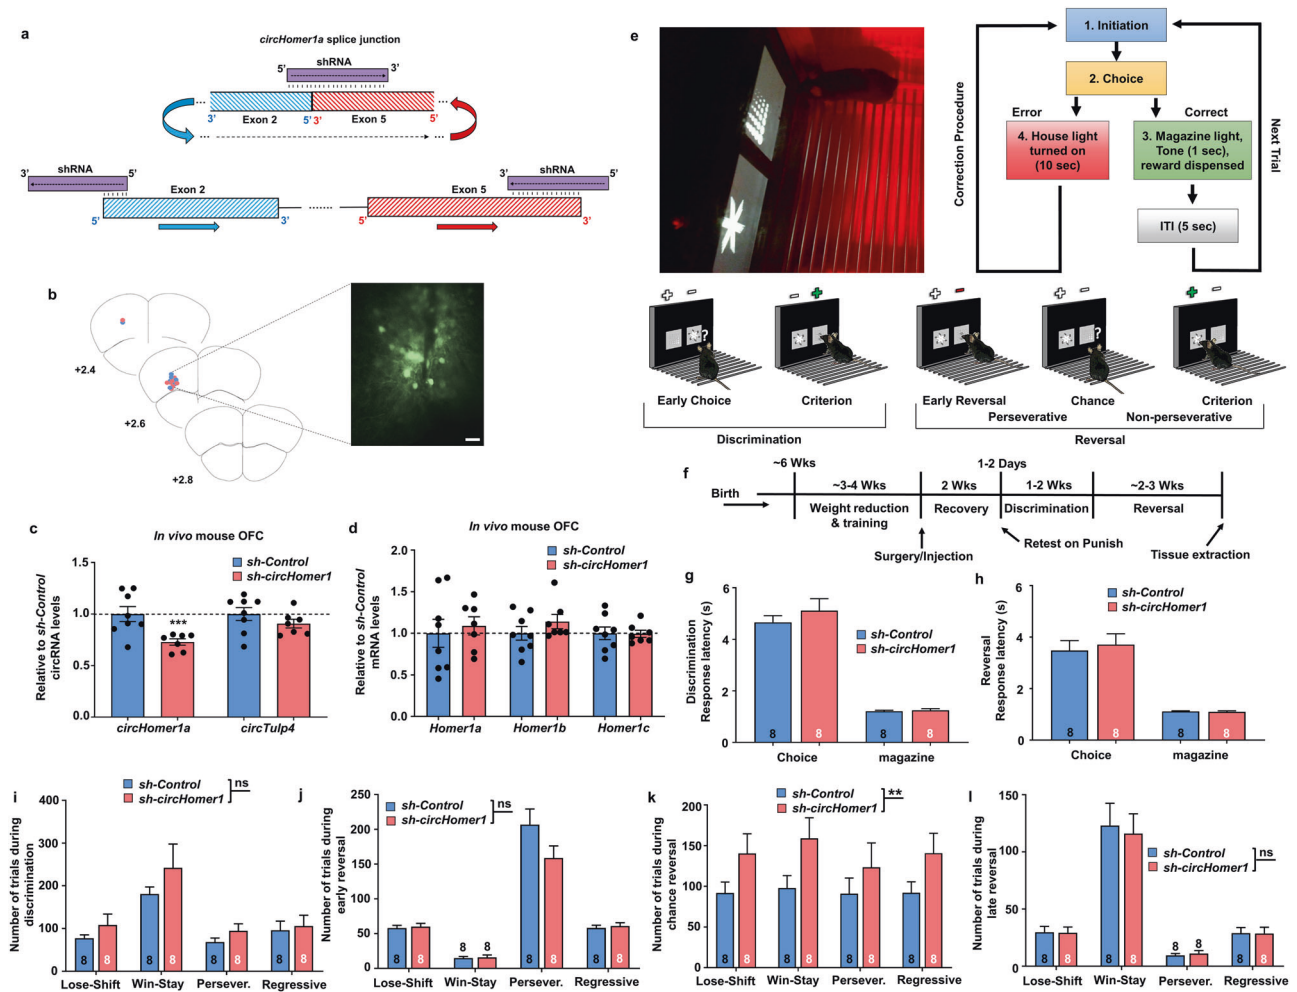 a
circHomer1a splice junction
5’ shRNA 3’
3’ Exon 2 5’ 3’ Exon 5 5’
3’ shRNA 5’ Exon 2 Exon 5 3’ shRNA 5’
5’ 3’ 5’ 3’
b
+2.4
+2.6
+2.8
c
In vivo mouse OFC
sh-Control
sh-circHomer1
Relative to sh-Control
circRNA levels
1.5
1.0
0.5
0.0
***
circHomer1a circTulp4
d
In vivo mouse OFC
sh-Control
sh-circHomer1
Relative to sh-Control
mRNA levels
2.0
1.5
1.0
0.5
0.0
Homer1a Homer1b Homer1c
e
1. Initiation
2. Choice
Error Correct
4. House light
turned on
(10 sec)
3. Magazine light,
Tone (1 sec),
reward dispensed
ITI (5 sec)
Correction Procedure
Next Trial
? ?
Early Choice Criterion Early Reversal Chance Criterion
Perseverative Non-perseverative
Discrimination Reversal
f
~6 Wks 1-2 Days
Birth ~3-4 Wks 2 Wks 1-2 Wks ~2-3 Wks
Weight reduction
& training
Recovery Discrimination Reversal
Surgery/Injection
Retest on Punish
Tissue extraction
g
Discrimination
Response latency (s)
6
4
2
0
sh-Control
sh-circHomer1
8 8 8 8
Choice magazine
h
Reversal
Response latency (s)
6
4
2
0
sh-Control
sh-circHomer1
8 8 8 8
Choice magazine
i
sh-Control
sh-circHomer1
ns
Number of trials during
discrimination
400
300
200
100
0
8 8 8 8 8 8 8 8
Lose-Shift Win-Stay Persever. Regressive
j
sh-Control
sh-circHomer1
ns
Number of trials during
early reversal
250
200
150
100
50
0
8 8 8 8 8 8 8 8
Lose-Shift Win-Stay Persever. Regressive
k
sh-Control
sh-circHomer1
**
Number of trials during
chance reversal
200
150
100
50
0
8 8 8 8 8 8 8 8
Lose-Shift Win-Stay Persever. Regressive
l
sh-Control
sh-circHomer1
ns
Number of trials during
late reversal
150
100
50
0
8 8 8 8 8 8 8 8
Lose-Shift Win-Stay Persever. Regressive